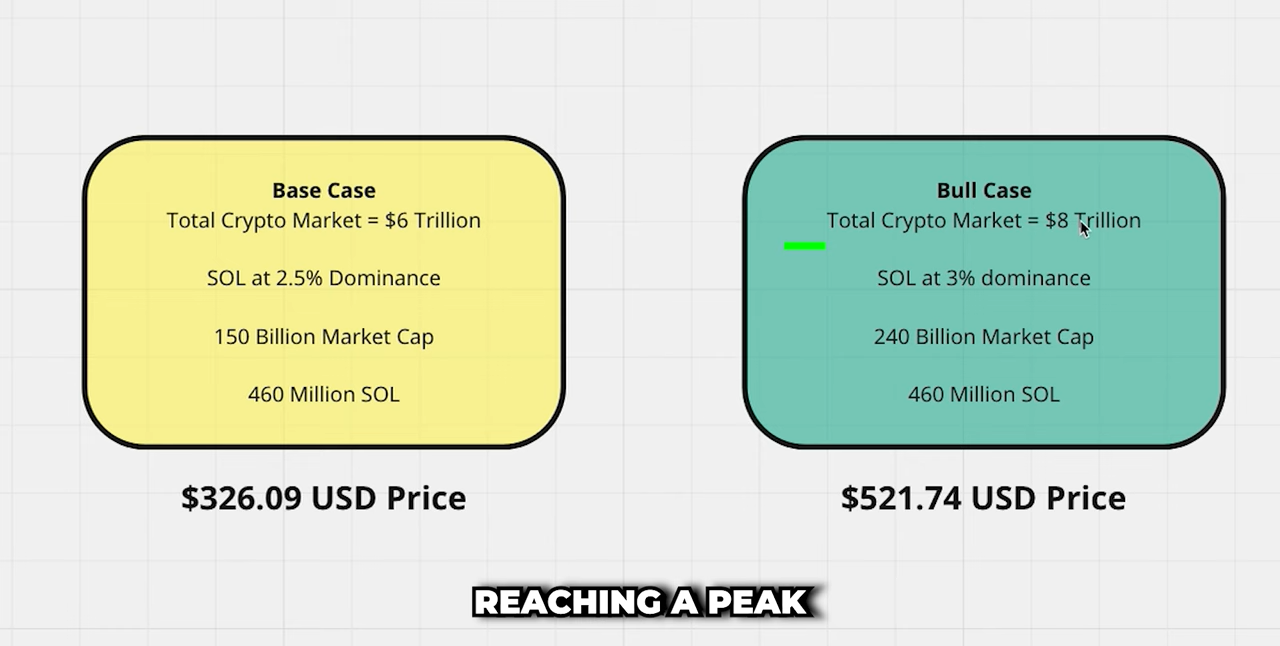 Base Case
Total Crypto Market = $6 Trillion
SOL at 2.5% Dominance
150 Billion Market Cap
460 Million SOL
$326.09 USD Price
Bull Case
Total Crypto Market = $8 Trillion
SOL at 3% dominance
240 Billion Market Cap
460 Million SOL
$521.74 USD Price
REACHING A PEAK